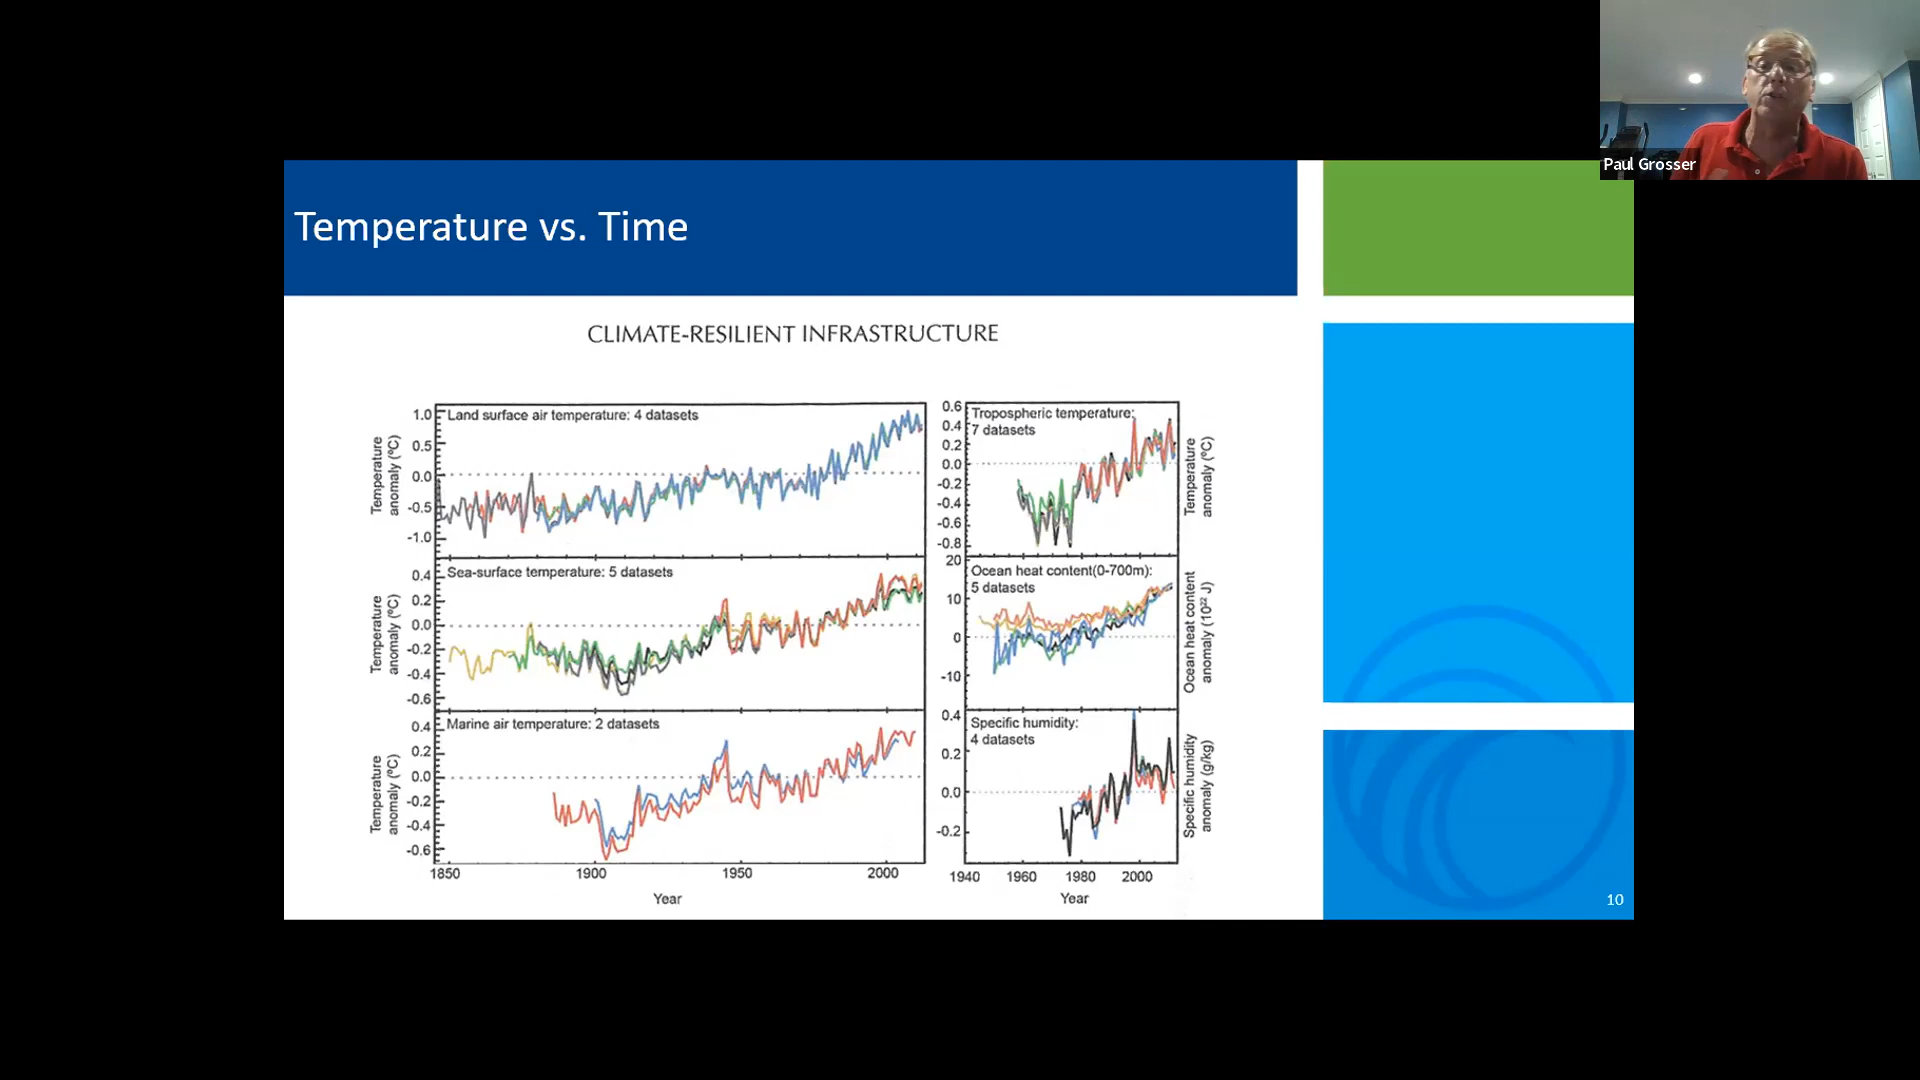 Paul Grosser
Temperature vs. Time
CLIMATE-RESILIENT INFRASTRUCTURE
Land surface air temperature: 4 datasets
1.0
0.5
0.0
-0.5
-1.0
Temperature
anomaly (ºC)
Sea-surface temperature: 5 datasets
0.4
0.2
0.0
-0.2
-0.4
-0.6
Temperature
anomaly (ºC)
Marine air temperature: 2 datasets
0.4
0.2
0.0
-0.2
-0.4
-0.6
Temperature
anomaly (ºC)
1850
1900
1950
2000
Year
Tropospheric temperature:
7 datasets
0.6
0.4
0.2
0.0
-0.2
-0.4
-0.6
-0.8
Temperature
anomaly (ºC)
Ocean heat content(0-700m):
5 datasets
20
10
0
-10
Ocean heat content
anomaly (10²² J)
Specific humidity:
4 datasets
0.4
0.2
0.0
-0.2
Specific humidity
anomaly (g/kg)
1940
1960
1980
2000
Year
10